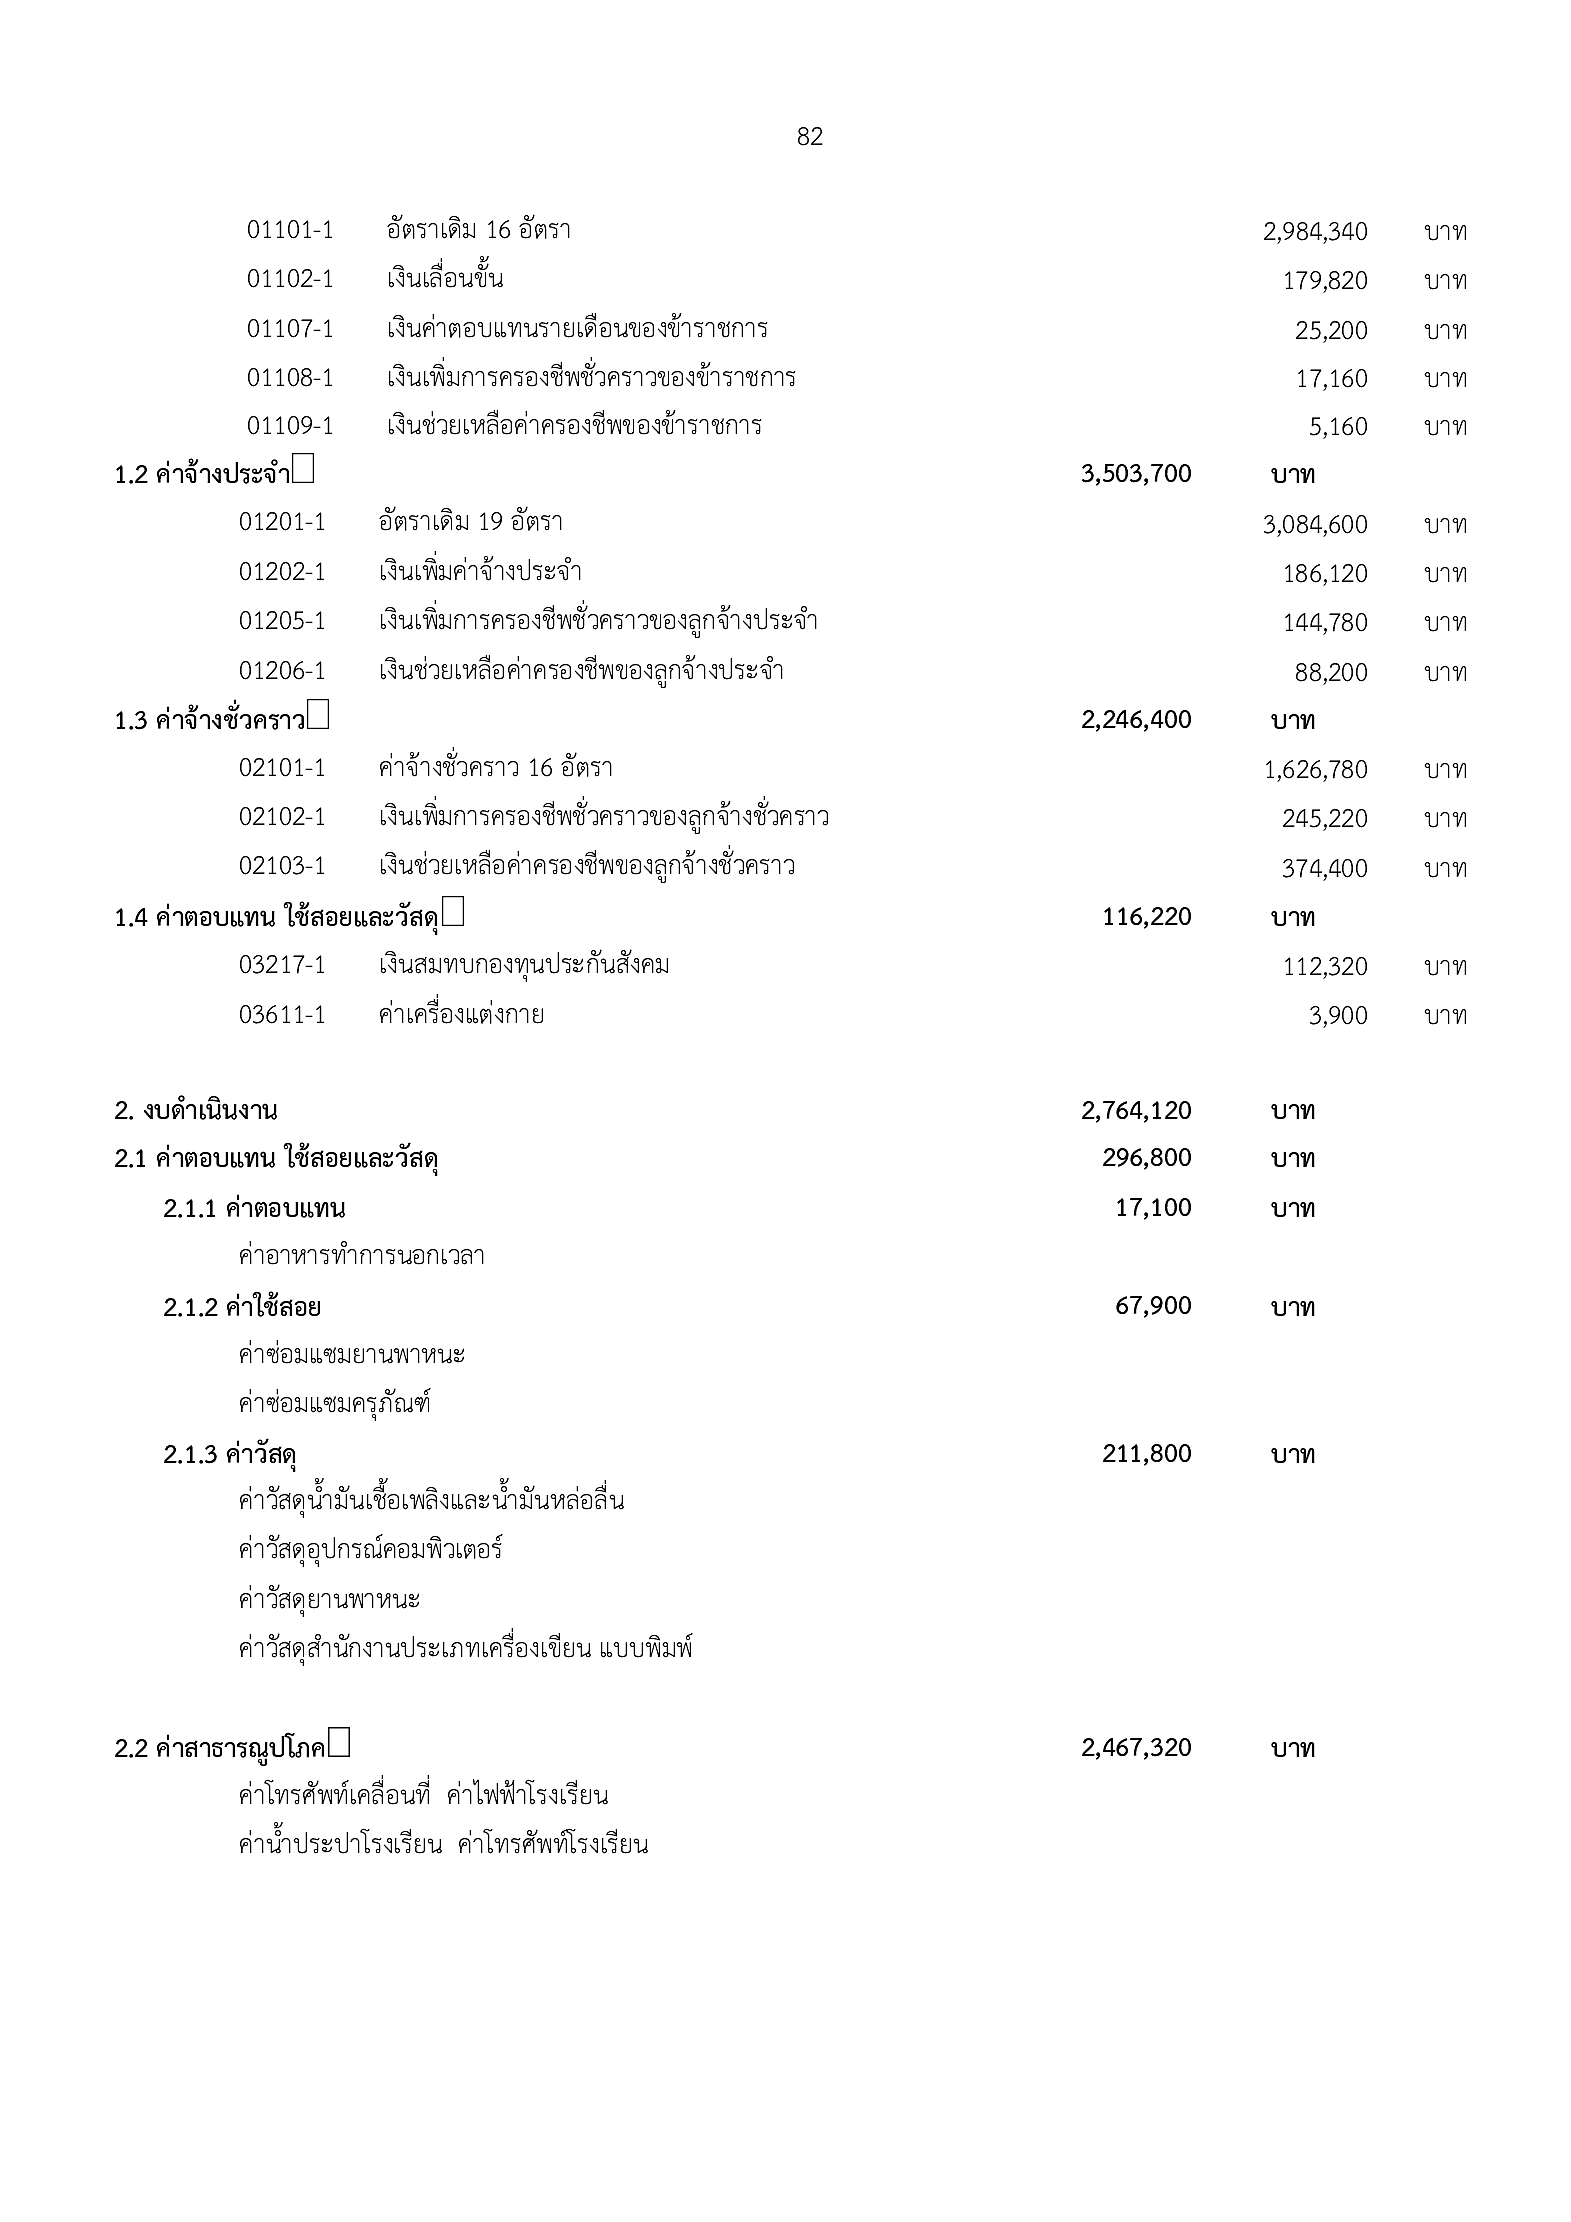 82
01101-1 อัตราเดิม 16 อัตรา 2,984,340 บาท
01102-1 เงินเลื่อนขั้น 179,820 บาท
01107-1 เงินค่าตอบแทนรายเดือนของข้าราชการ 25,200 บาท
01108-1 เงินเพิ่มการครองชีพชั่วคราวของข้าราชการ 17,160 บาท
01109-1 เงินช่วยเหลือค่าครองชีพของข้าราชการ 5,160 บาท
1.2 ค่าจ้างประจำ 3,503,700 บาท
01201-1 อัตราเดิม 19 อัตรา 3,084,600 บาท
01202-1 เงินเพิ่มค่าจ้างประจำ 186,120 บาท
01205-1 เงินเพิ่มการครองชีพชั่วคราวของลูกจ้างประจำ 144,780 บาท
01206-1 เงินช่วยเหลือค่าครองชีพของลูกจ้างประจำ 88,200 บาท
1.3 ค่าจ้างชั่วคราว 2,246,400 บาท
02101-1 ค่าจ้างชั่วคราว 16 อัตรา 1,626,780 บาท
02102-1 เงินเพิ่มการครองชีพชั่วคราวของลูกจ้างชั่วคราว 245,220 บาท
02103-1 เงินช่วยเหลือค่าครองชีพของลูกจ้างชั่วคราว 374,400 บาท
1.4 ค่าตอบแทน ใช้สอยและวัสดุ 116,220 บาท
03217-1 เงินสมทบกองทุนประกันสังคม 112,320 บาท
03611-1 ค่าเครื่องแต่งกาย 3,900 บาท
2. งบดำเนินงาน 2,764,120 บาท
2.1 ค่าตอบแทน ใช้สอยและวัสดุ 296,800 บาท
2.1.1 ค่าตอบแทน 17,100 บาท
ค่าอาหารทำการนอกเวลา
2.1.2 ค่าใช้สอย 67,900 บาท
ค่าซ่อมแซมยานพาหนะ
ค่าซ่อมแซมครุภัณฑ์
2.1.3 ค่าวัสดุ 211,800 บาท
ค่าวัสดุน้ำมันเชื้อเพลิงและน้ำมันหล่อลื่น
ค่าวัสดุอุปกรณ์คอมพิวเตอร์
ค่าวัสดุยานพาหนะ
ค่าวัสดุสำนักงานประเภทเครื่องเขียน แบบพิมพ์
2.2 ค่าสาธารณูปโภค 2,467,320 บาท
ค่าโทรศัพท์เคลื่อนที่ ค่าไฟฟ้าโรงเรียน
ค่าน้ำประปาโรงเรียน ค่าโทรศัพท์โรงเรียน